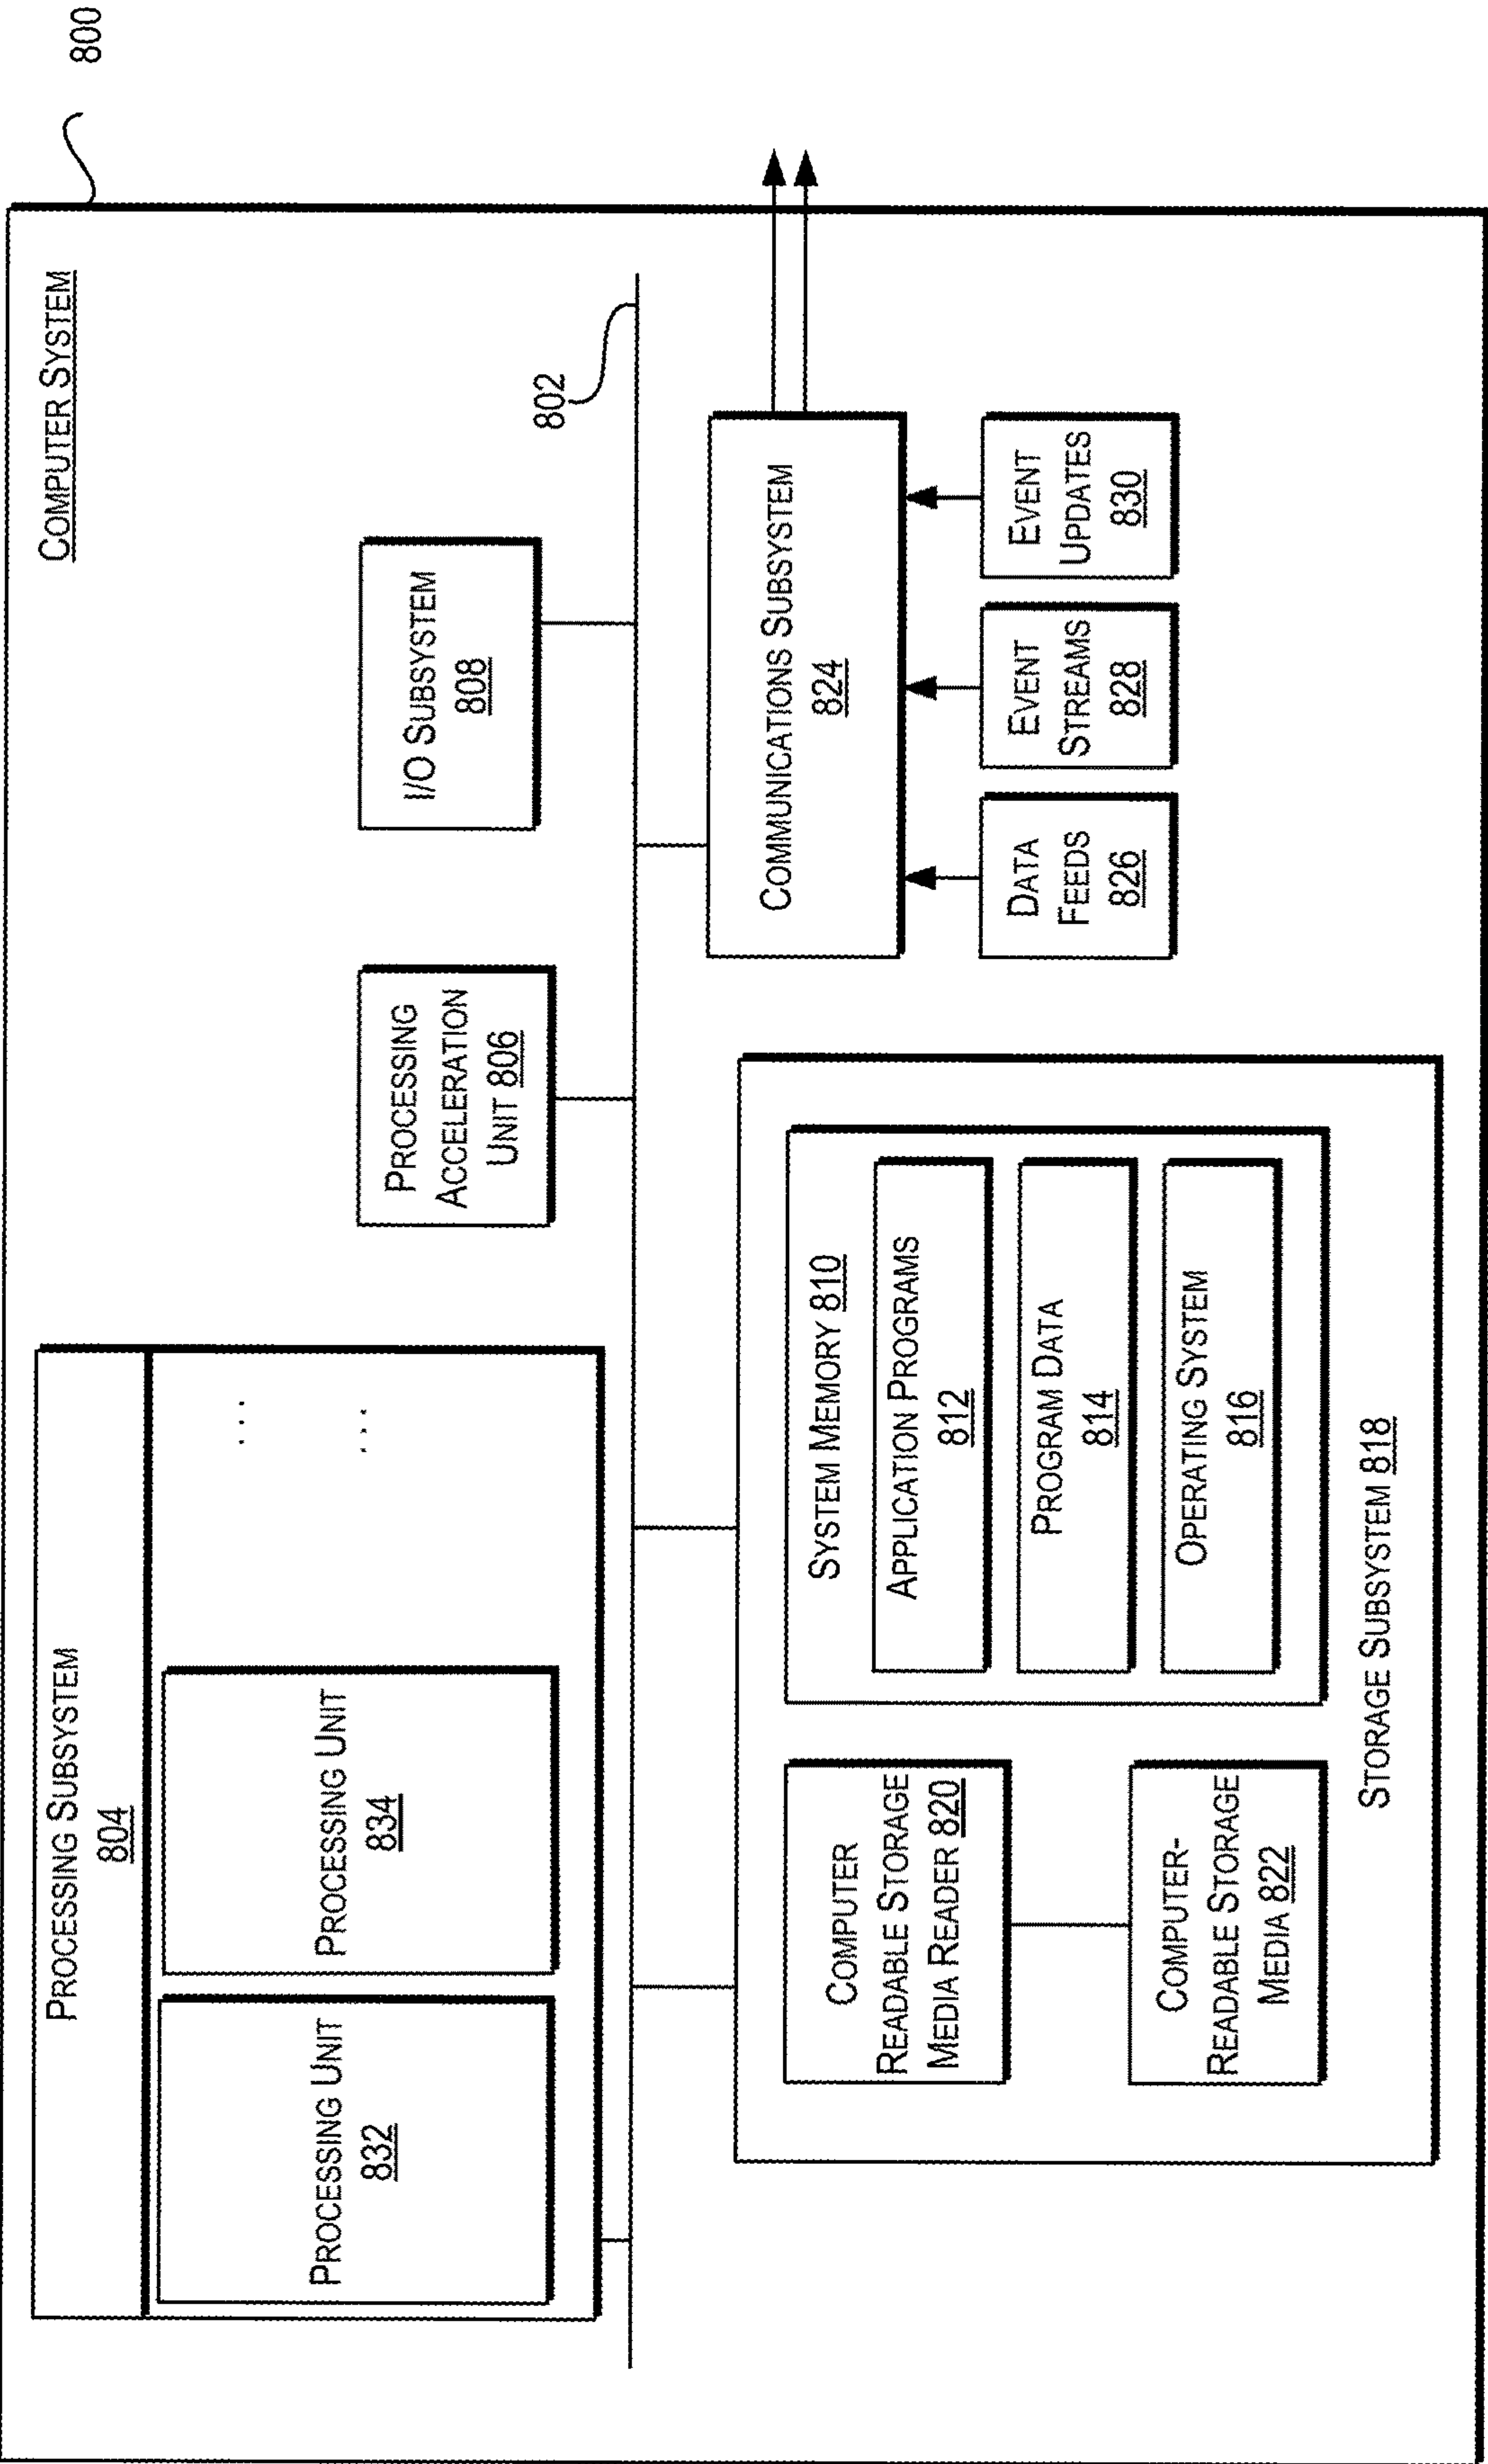 800
COMPUTER SYSTEM
PROCESSING SUBSYSTEM
804
PROCESSING UNIT
832
PROCESSING UNIT
834
. . .
. . .
PROCESSING
ACCELERATION
UNIT 806
I/O SUBSYSTEM
808
802
COMPUTER
READABLE STORAGE
MEDIA READER 820
COMPUTER-
READABLE STORAGE
MEDIA 822
SYSTEM MEMORY 810
APPLICATION PROGRAMS
812
PROGRAM DATA
814
OPERATING SYSTEM
816
STORAGE SUBSYSTEM 818
COMMUNICATIONS SUBSYSTEM
824
DATA
FEEDS
826
EVENT
STREAMS
828
EVENT
UPDATES
830